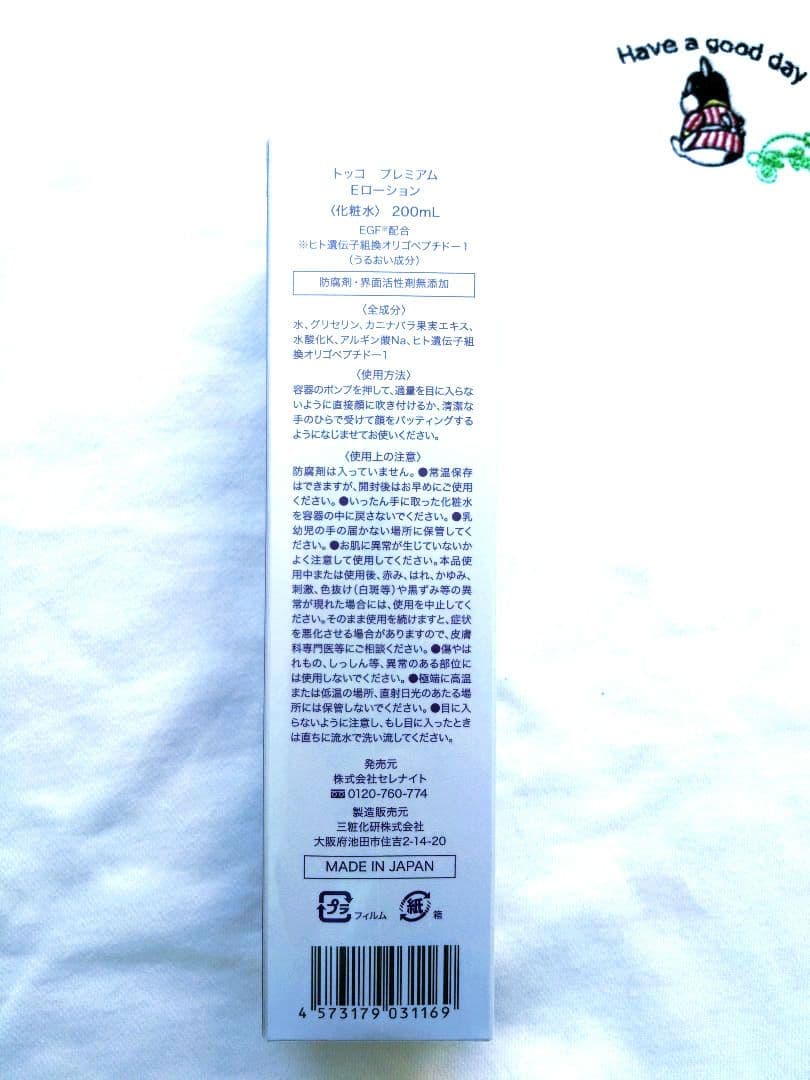 Have a good day
トッコ　プレミアム
Eローション
〈化粧水〉 200mL
EGF※配合
※ヒト遺伝子組換オリゴペプチドー1
（うるおい成分）
防腐剤・界面活性剤無添加
〈全成分〉
水、グリセリン、カニナバラ果実エキス、
水酸化K、アルギン酸Na、ヒト遺伝子組
換オリゴペプチドー1
〈使用方法〉
容器のポンプを押して、適量を目に入らな
いように直接顔に吹き付けるか、清潔な
手のひらで受けて顔をパッティングする
ようになじませてお使いください。
〈使用上の注意〉
防腐剤は入っていません。●常温保存
はできますが、開封後はお早めにご使用
ください。●いったん手に取った化粧水
を容器の中に戻さないでください。●乳
幼児の手の届かない場所に保管してく
ださい。●お肌に異常が生じていないか
よく注意して使用してください。本品使
用中または使用後、赤み、はれ、かゆみ、
刺激、色抜け（白斑等）や黒ずみ等の異
常が現れた場合には、使用を中止してく
ださい。そのまま使用を続けますと、症状
を悪化させる場合がありますので、皮膚
科専門医等にご相談ください。●傷やは
れもの、しっしん等、異常のある部位に
は使用しないでください。●極端に高温
または低温の場所、直射日光のあたる場
所には保管しないでください。●目に入
らないように注意し、もし目に入ったとき
は直ちに流水で洗い流してください。
発売元
株式会社セレナイト
0120-760-774
製造販売元
三粧化研株式会社
大阪府池田市住吉2-14-20
MADE IN JAPAN
プラ フィルム 紙 箱
4 573179 031169